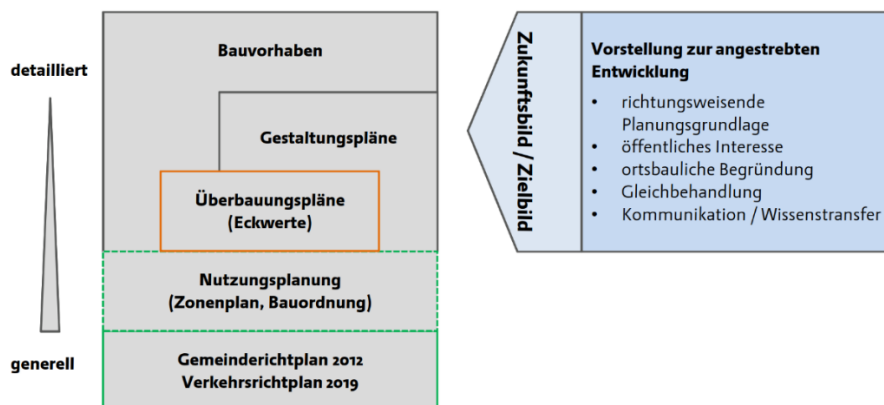 detailliert
generell
Bauvorhaben
Gestaltungspläne
Überbauungspläne
(Eckwerte)
Nutzungsplanung
(Zonenplan, Bauordnung)
Gemeinderichtplan 2012
Verkehrsrichtplan 2019
Zukunftsbild / Zielbild
Vorstellung zur angestrebten
Entwicklung
• richtungsweisende
Planungsgrundlage
• öffentliches Interesse
• ortsbauliche Begründung
• Gleichbehandlung
• Kommunikation / Wissenstransfer